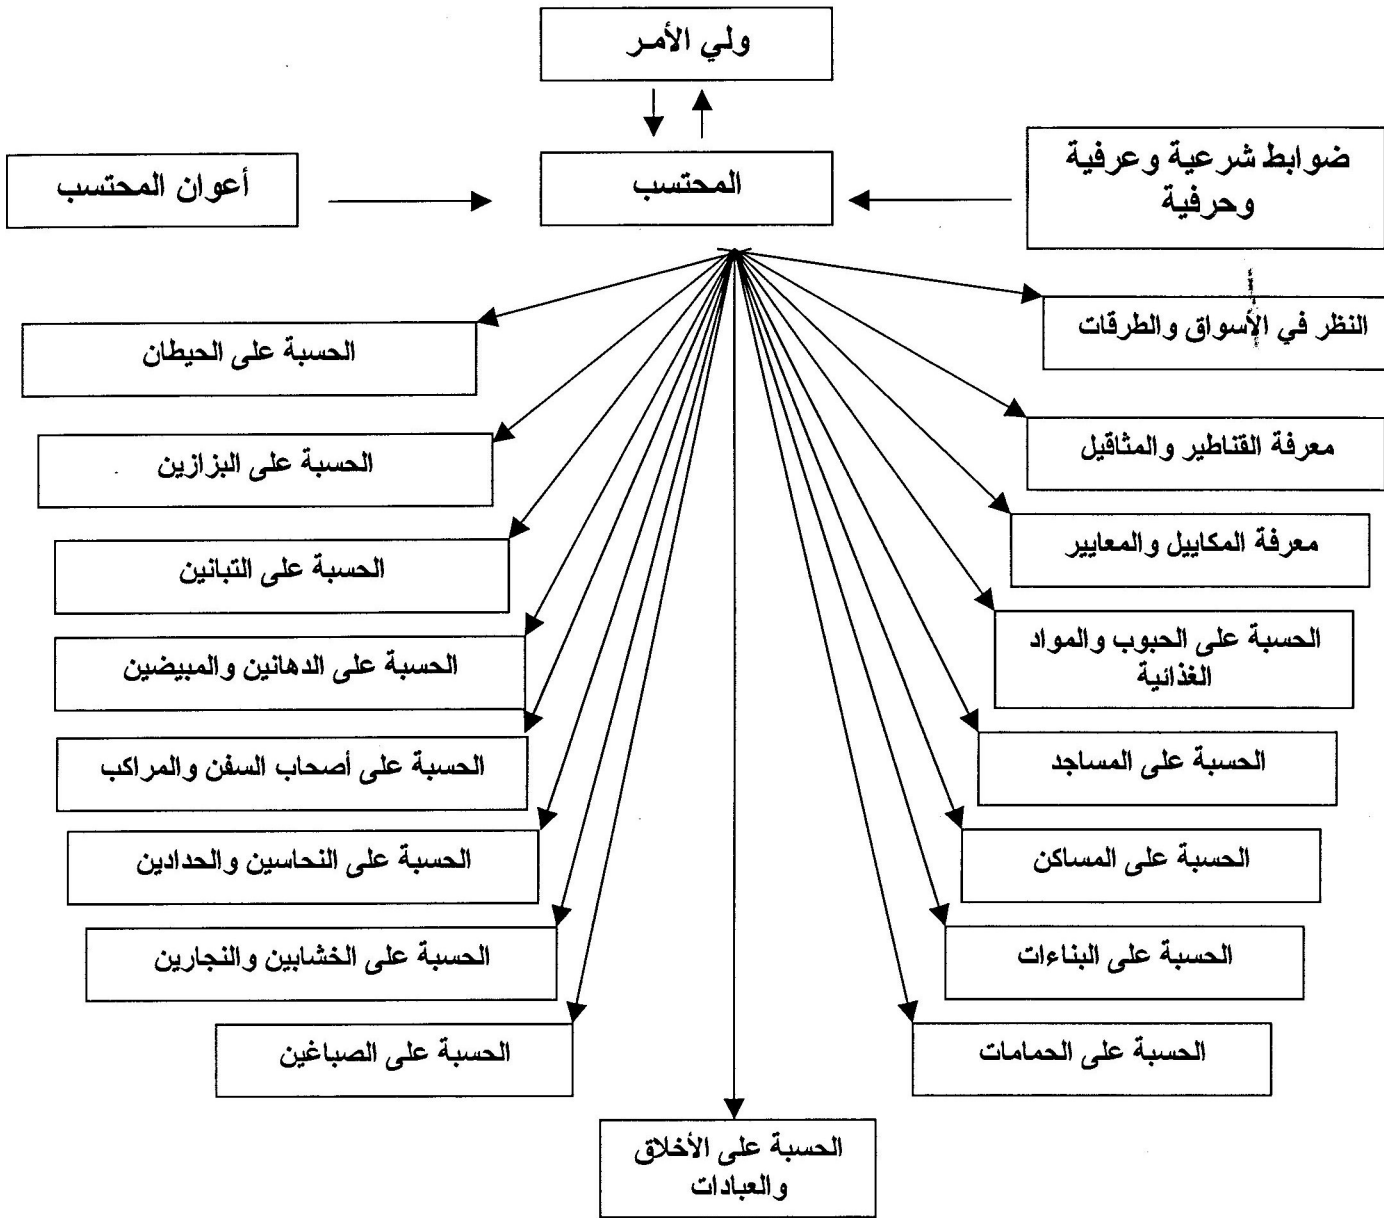 ولي الأمر
ضوابط شرعية وعرفية
وحرفية
المحتسب
أعوان المحتسب
النظر في الأسواق والطرقات
معرفة القناطير والمثاقيل
معرفة المكاييل والمعايير
الحسبة على الحبوب والمواد
الغذائية
الحسبة على المساجد
الحسبة على المساكن
الحسبة على البناءات
الحسبة على الحمامات
الحسبة على الحيطان
الحسبة على البزازين
الحسبة على التبانين
الحسبة على الدهانين والمبيضين
الحسبة على أصحاب السفن والمراكب
الحسبة على النحاسين والحدادين
الحسبة على الخشابين والنجارين
الحسبة على الصباغين
الحسبة على الأخلاق
والعبادات